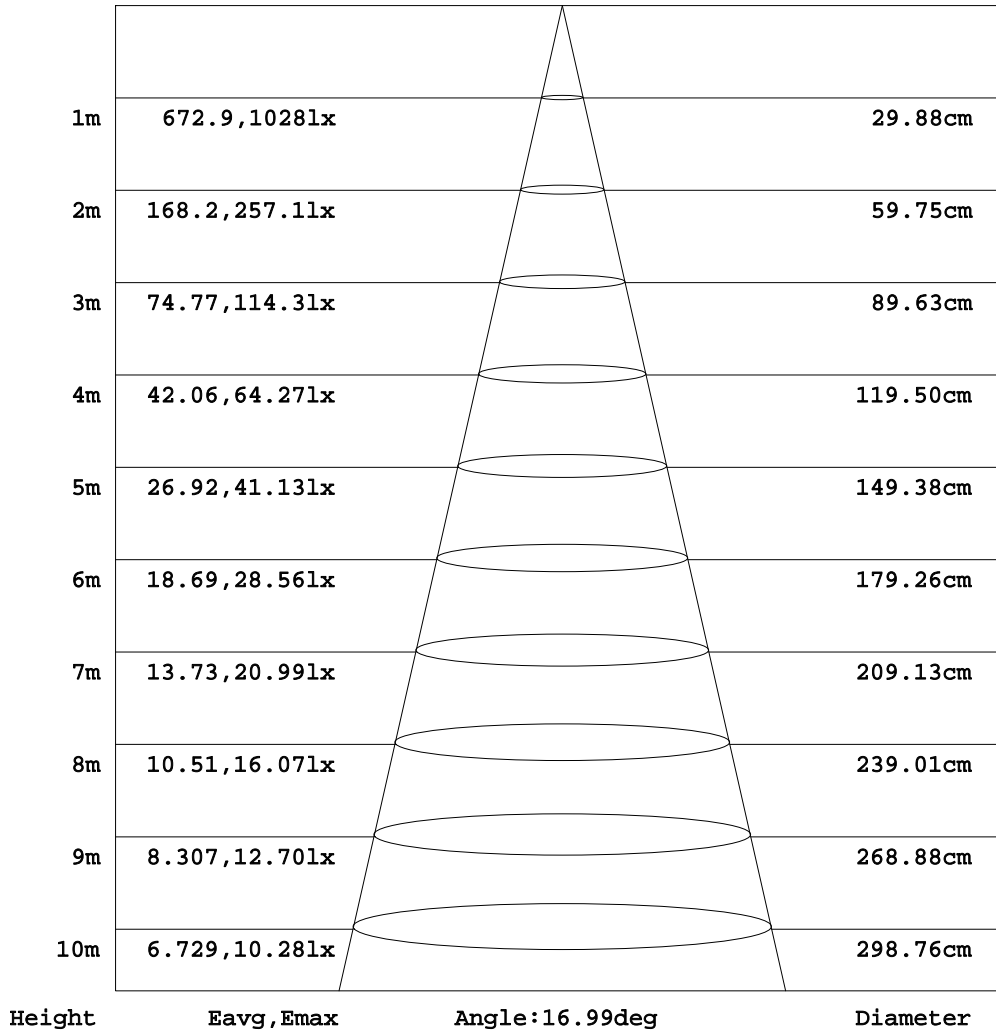 1m 672.9,1028lx 29.88cm
2m 168.2,257.1lx 59.75cm
3m 74.77,114.3lx 89.63cm
4m 42.06,64.27lx 119.50cm
5m 26.92,41.13lx 149.38cm
6m 18.69,28.56lx 179.26cm
7m 13.73,20.99lx 209.13cm
8m 10.51,16.07lx 239.01cm
9m 8.307,12.70lx 268.88cm
10m 6.729,10.28lx 298.76cm
Height Eavg,Emax Angle:16.99deg Diameter